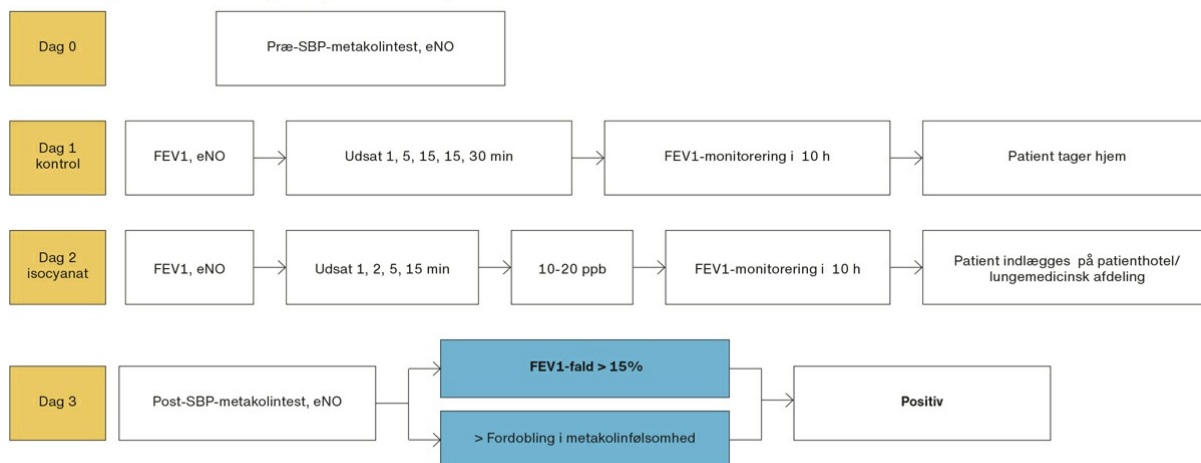 Dag 0
Præ-SBP-metakolintest, eNO
Dag 1
kontrol
FEV1, eNO
Udsat 1, 5, 15, 15, 30 min
FEV1-monitorering i 10 h
Patient tager hjem
Dag 2
isocyanat
FEV1, eNO
Udsat 1, 2, 5, 15 min
10-20 ppb
FEV1-monitorering i 10 h
Patient indlægges på patienthotel/
lungemedicinsk afdeling
Dag 3
Post-SBP-metakolintest, eNO
FEV1-fald > 15%
> Fordobling i metakolinfølsomhed
Positiv